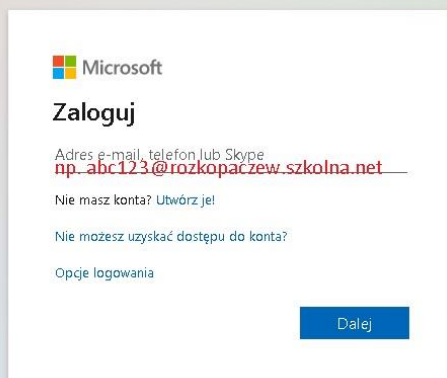 Microsoft
Zaloguj
Adres e-mail, telefon lub Skype
np. abc123@rozkopaczew.szkolna.net
Nie masz konta? Utwórz je!
Nie możesz uzyskać dostępu do konta?
Opcje logowania
Dalej